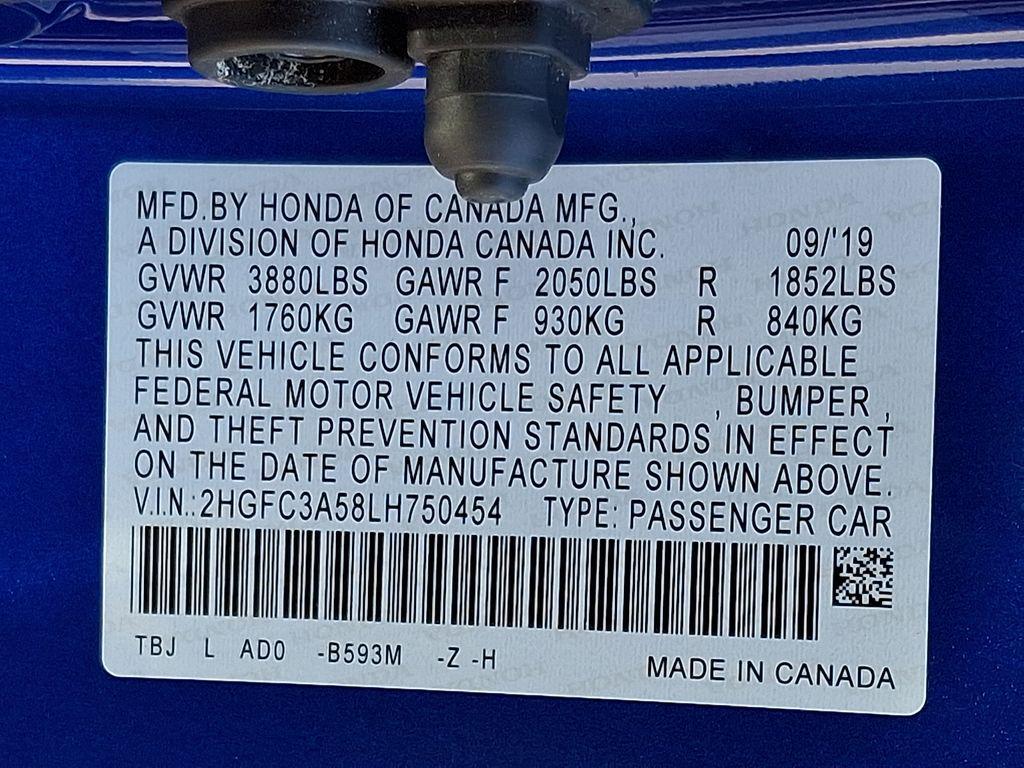 MFD.BY HONDA OF CANADA MFG.,
A DIVISION OF HONDA CANADA INC. 09/'19
GVWR 3880LBS GAWR F 2050LBS R 1852LBS
GVWR 1760KG GAWR F 930KG R 840KG
THIS VEHICLE CONFORMS TO ALL APPLICABLE
FEDERAL MOTOR VEHICLE SAFETY , BUMPER ,
AND THEFT PREVENTION STANDARDS IN EFFECT
ON THE DATE OF MANUFACTURE SHOWN ABOVE.
V.I.N.: 2HGFC3A58LH750454 TYPE: PASSENGER CAR
TBJ L AD0 -B593M -Z -H
MADE IN CANADA